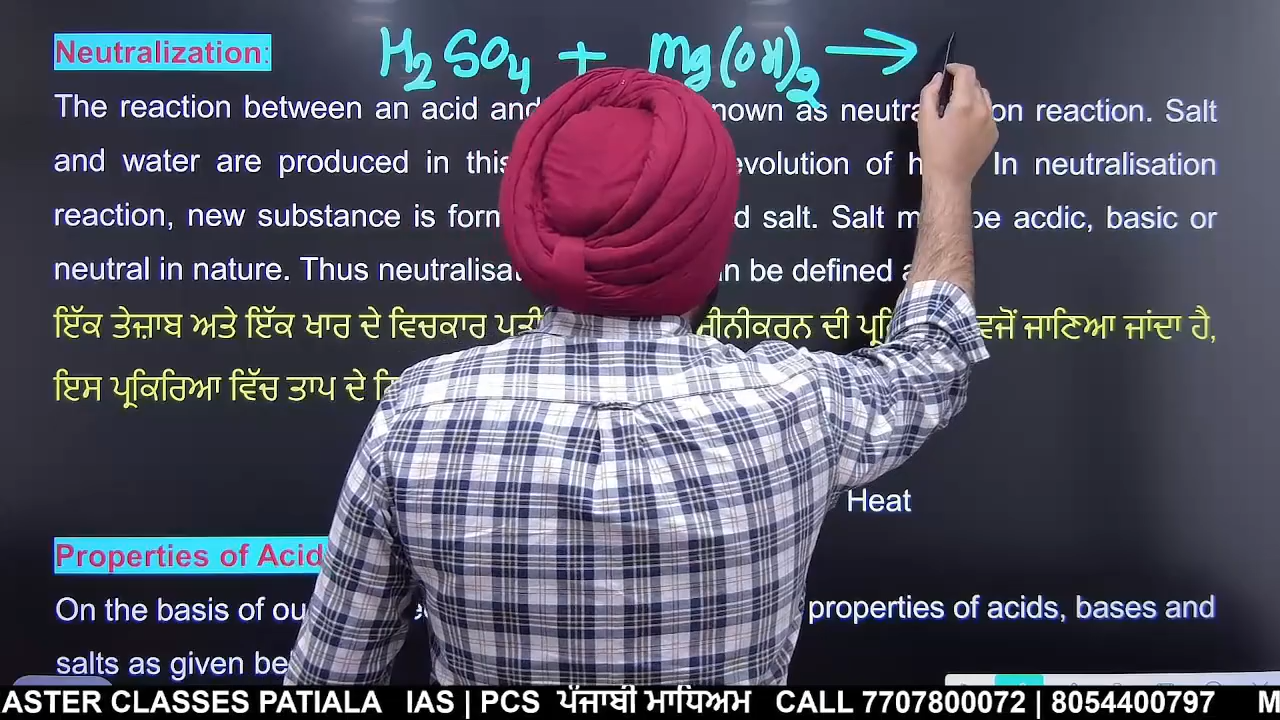 Neutralization:
H₂SO₄ + Mg(OH)₂ →
The reaction between an acid and nown as neutra on reaction. Salt
and water are produced in this evolution of h In neutralisation
reaction, new substance is form d salt. Salt m be acdic, basic or
neutral in nature. Thus neutralisat n be defined a
ਇੱਕ ਤੇਜ਼ਾਬ ਅਤੇ ਇੱਕ ਖਾਰ ਦੇ ਵਿਚਕਾਰ ਦੀ ਵਜੋਂ ਜਾਣਿਆ ਜਾਂਦਾ ਹੈ,
ਇਸ ਪ੍ਰਕਿਰਿਆ ਵਿੱਚ ਤਾਪ ਦੇ
Heat
Properties of Acid
On the basis of ou properties of acids, bases and
salts as given be
ASTER CLASSES PATIALA IAS | PCS ਪੰਜਾਬੀ ਮਾਧਿਅਮ CALL 7707800072 | 8054400797 M